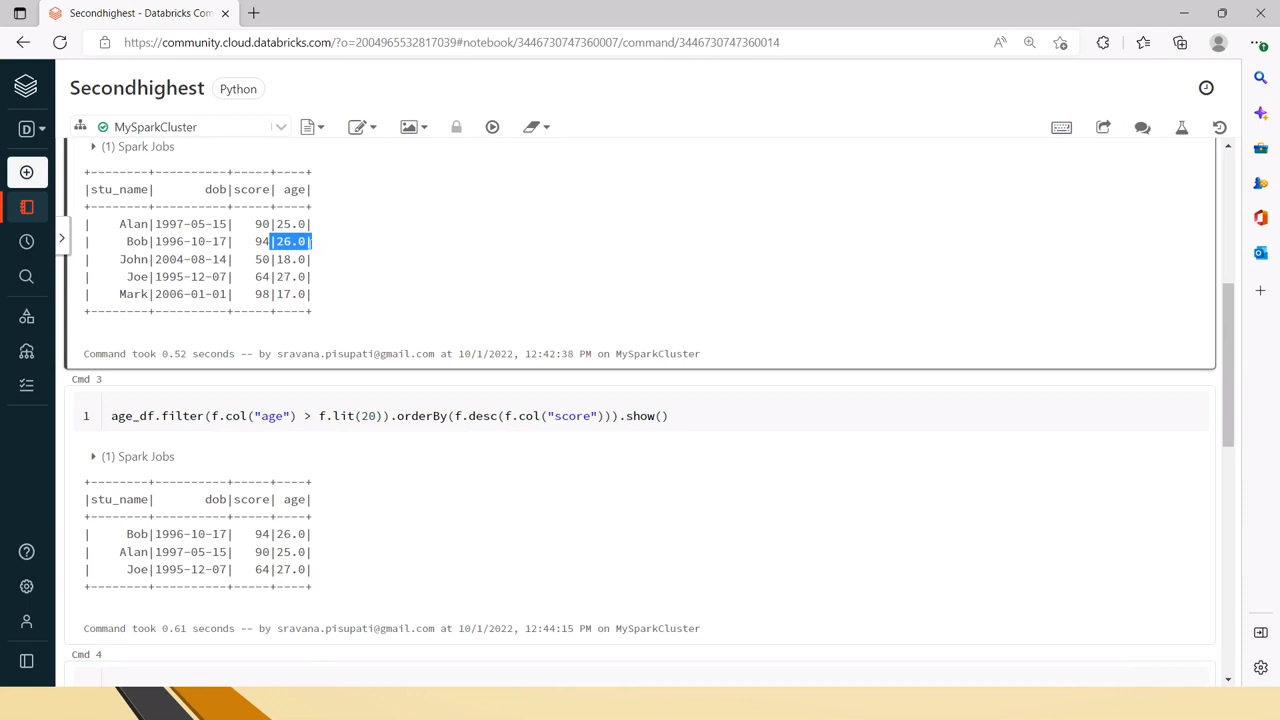 Secondhighest - Databricks Com
https://community.cloud.databricks.com/?o=2004965532817039#notebook/3446730747360007/command/3446730747360014
Secondhighest Python
D
MySparkCluster
(1) Spark Jobs
+--------+----------+-----+----+
|stu_name|       dob|score| age|
+--------+----------+-----+----+
|    Alan|1997-05-15|   90|25.0|
|     Bob|1996-10-17|   94|26.0|
|    John|2004-08-14|   50|18.0|
|     Joe|1995-12-07|   64|27.0|
|    Mark|2006-01-01|   98|17.0|
+--------+----------+-----+----+
Command took 0.52 seconds -- by sravana.pisupati@gmail.com at 10/1/2022, 12:42:38 PM on MySparkCluster
Cmd 3
1 age_df.filter(f.col("age") > f.lit(20)).orderBy(f.desc(f.col("score"))).show()
(1) Spark Jobs
+--------+----------+-----+----+
|stu_name|       dob|score| age|
+--------+----------+-----+----+
|     Bob|1996-10-17|   94|26.0|
|    Alan|1997-05-15|   90|25.0|
|     Joe|1995-12-07|   64|27.0|
+--------+----------+-----+----+
Command took 0.61 seconds -- by sravana.pisupati@gmail.com at 10/1/2022, 12:44:15 PM on MySparkCluster
Cmd 4